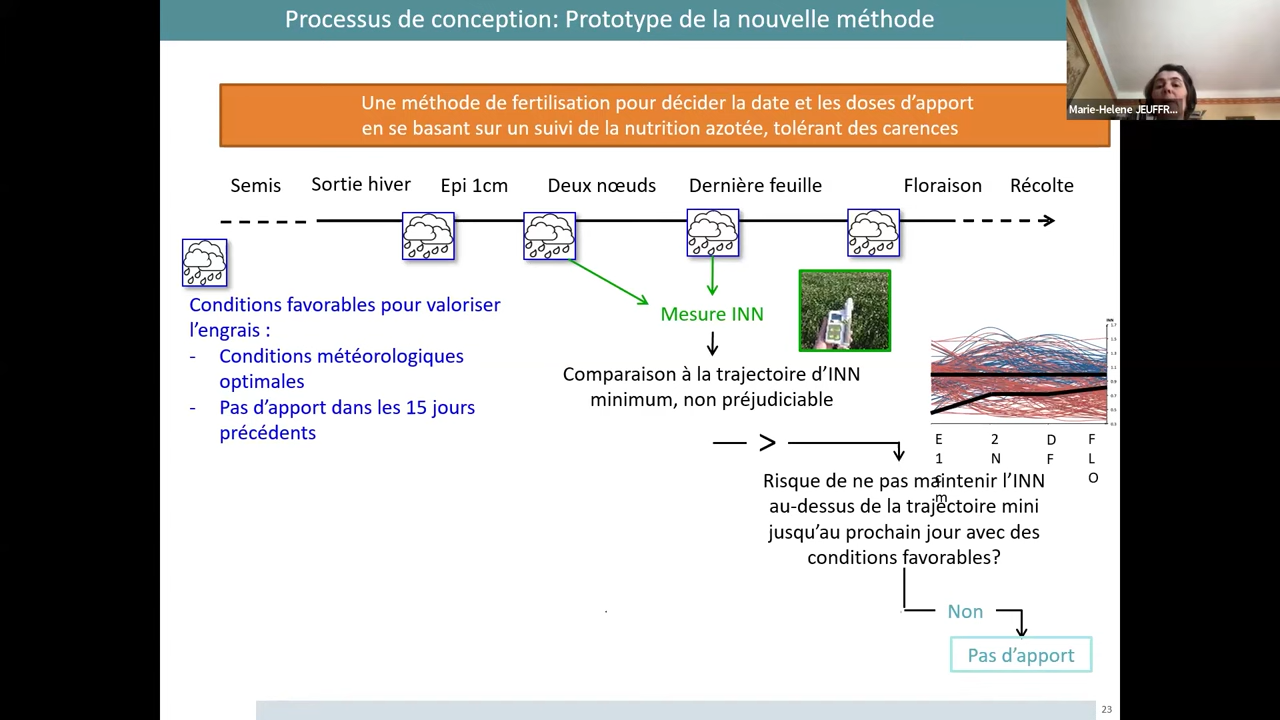 Processus de conception: Prototype de la nouvelle méthode
Marie-Helene JEUFFR...
Une méthode de fertilisation pour décider la date et les doses d'apport
en se basant sur un suivi de la nutrition azotée, tolérant des carences
Semis
Sortie hiver
Epi 1cm
Deux nœuds
Dernière feuille
Floraison
Récolte
Conditions favorables pour valoriser
l'engrais :
- Conditions météorologiques
optimales
- Pas d'apport dans les 15 jours
précédents
Mesure INN
Comparaison à la trajectoire d'INN
minimum, non préjudiciable
>
E
1
c
m
2
N
D
F
F
L
O
Risque de ne pas maintenir l'INN
au-dessus de la trajectoire mini
jusqu'au prochain jour avec des
conditions favorables?
Non
Pas d'apport
23